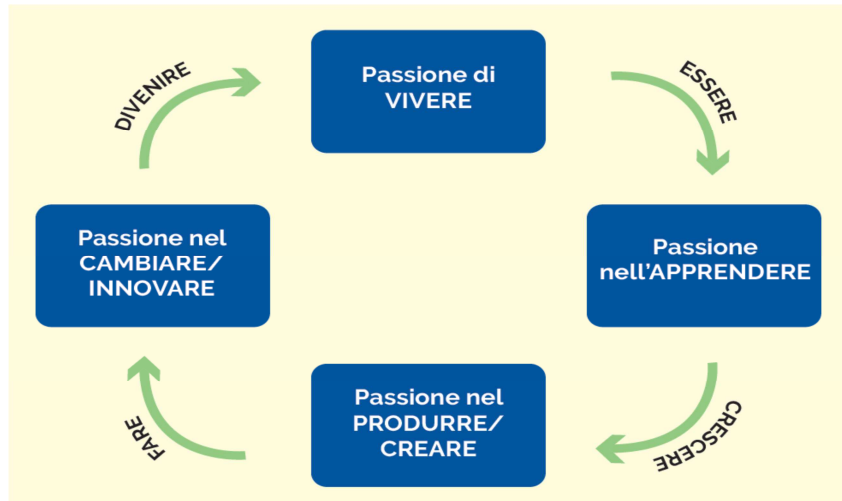 Passione di
VIVERE
ESSERE
Passione
nell'APPRENDERE
CRESCERE
Passione nel
PRODURRE/
CREARE
FARE
Passione nel
CAMBIARE/
INNOVARE
DIVENIRE